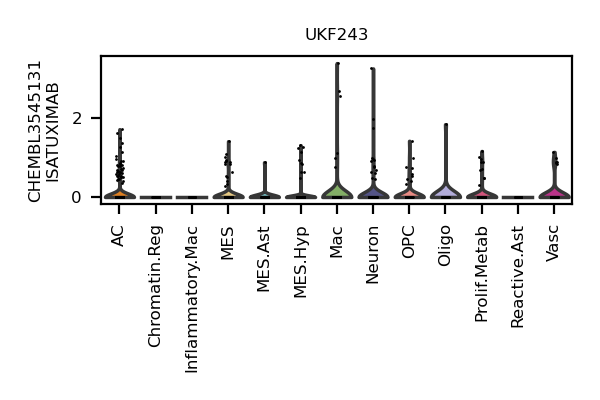 UKF243
CHEMBL3545131
ISATUXIMAB
2
0
AC
Chromatin.Reg
Inflammatory.Mac
MES
MES.Ast
MES.Hyp
Mac
Neuron
OPC
Oligo
Prolif.Metab
Reactive.Ast
Vasc